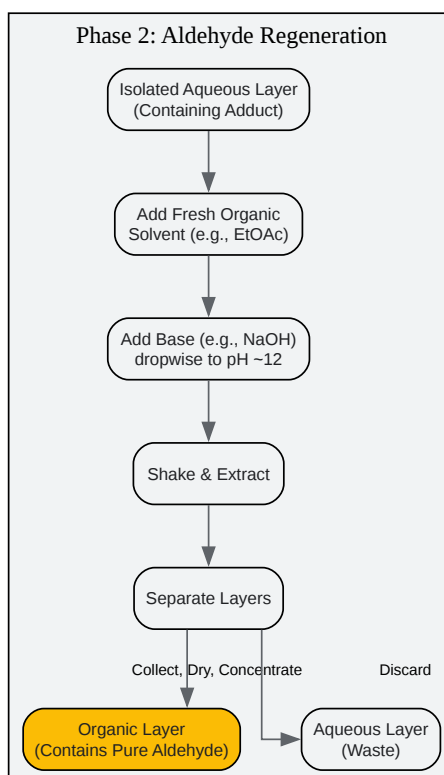 Phase 2: Aldehyde Regeneration
Isolated Aqueous Layer
(Containing Adduct)
Add Fresh Organic
Solvent (e.g., EtOAc)
Add Base (e.g., NaOH)
dropwise to pH ~12
Shake & Extract
Separate Layers
Collect, Dry, Concentrate
Discard
Organic Layer
(Contains Pure Aldehyde)
Aqueous Layer
(Waste)